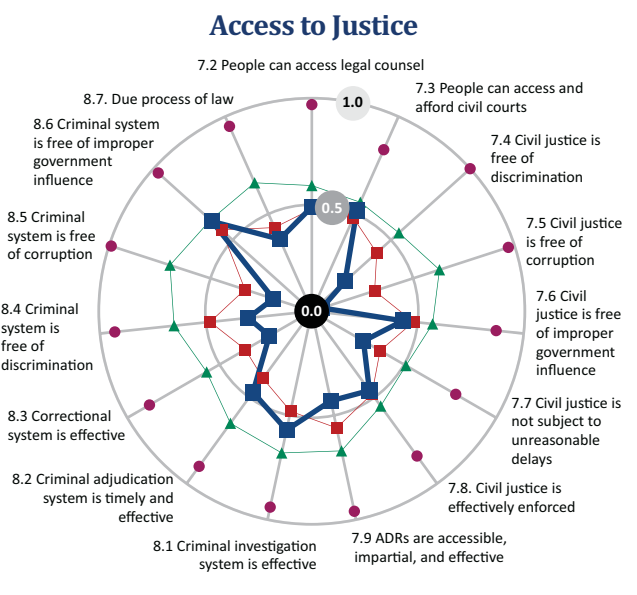 Access to Justice
7.2 People can access legal counsel
7.3 People can access and
afford civil courts
7.4 Civil justice is
free of
discrimination
7.5 Civil justice
is free of
corruption
7.6 Civil
justice is free
of improper
government
influence
7.7 Civil justice is
not subject to
unreasonable
delays
7.8. Civil justice is
effectively enforced
7.9 ADRs are accessible,
impartial, and effective
8.1 Criminal investigation
system is effective
8.2 Criminal adjudication
system is timely and
effective
8.3 Correctional
system is effective
8.4 Criminal
system is
free of
discrimination
8.5 Criminal
system is free
of corruption
8.6 Criminal system
is free of improper
government
influence
8.7. Due process of law
1.0
0.5
0.0